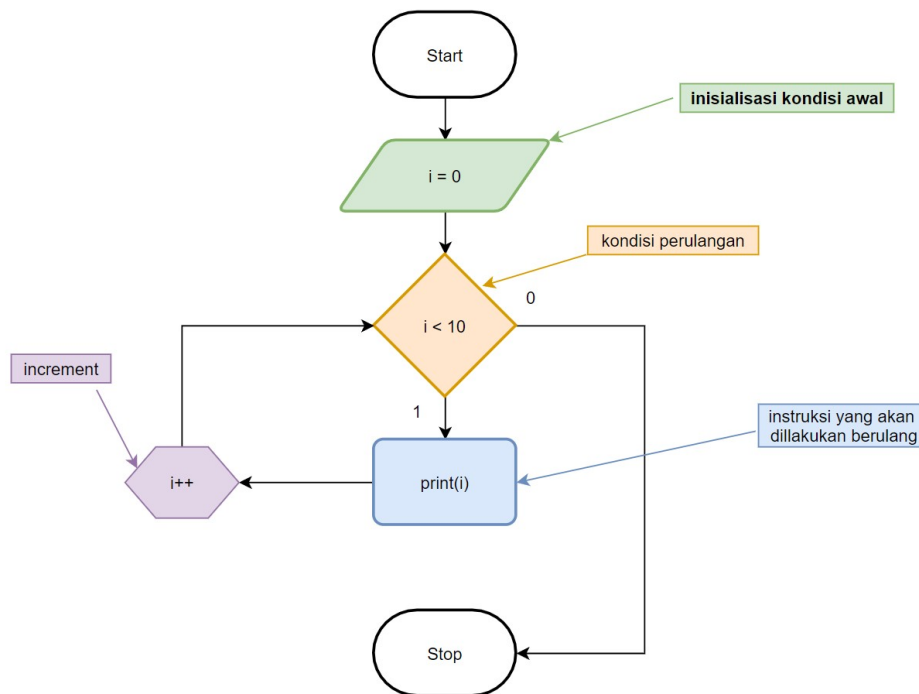 Start
inisialisasi kondisi awal
i = 0
kondisi perulangan
0
i < 10
increment
1
instruksi yang akan
dillakukan berulang
i++
print(i)
Stop